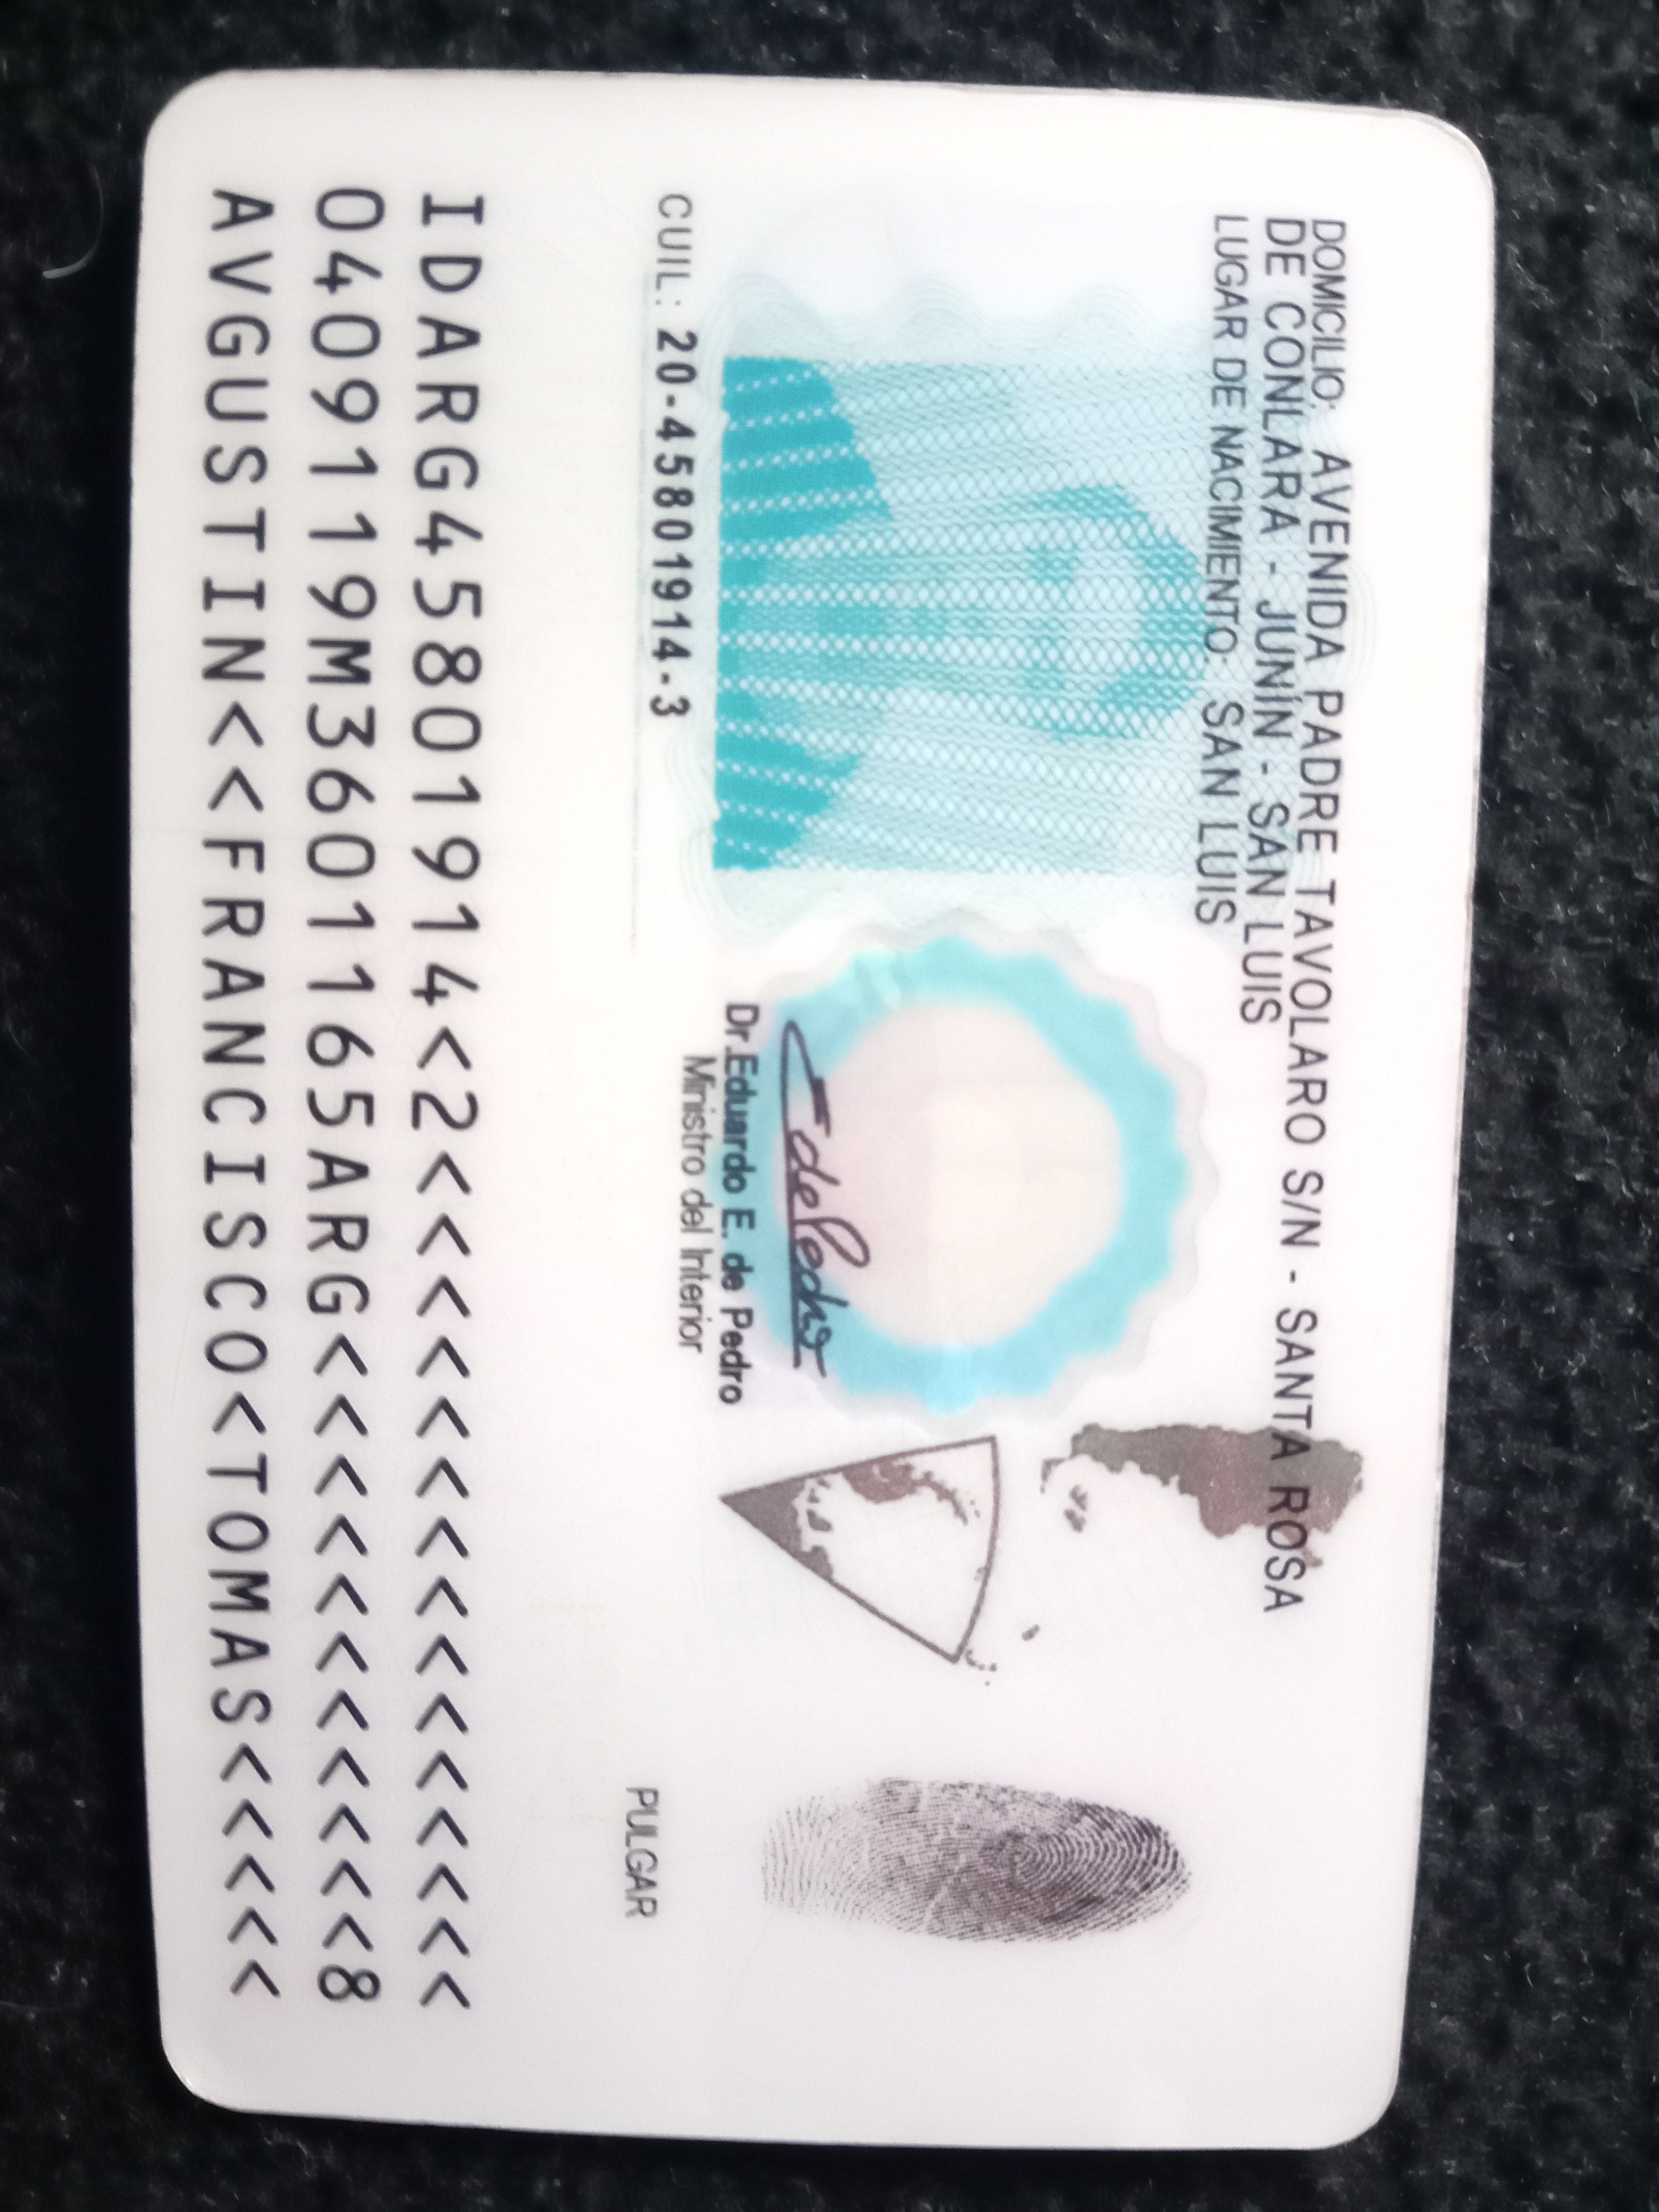 DOMICILIO: AVENIDA PADRE TAVOLARO S/N - SANTA ROSA
DE CONLARA - JUNÍN - SAN LUIS
LUGAR DE NACIMIENTO: SAN LUIS
Dr.Eduardo E. de Pedro
Ministro del Interior
CUIL: 20-45801914-3
PULGAR
IDARG45801914<2<<<<<<<<<<<<<<<
0409119M3601165ARG<<<<<<<<<<<8
AVGUSTIN<<FRANCISCO<TOMAS<<<<<